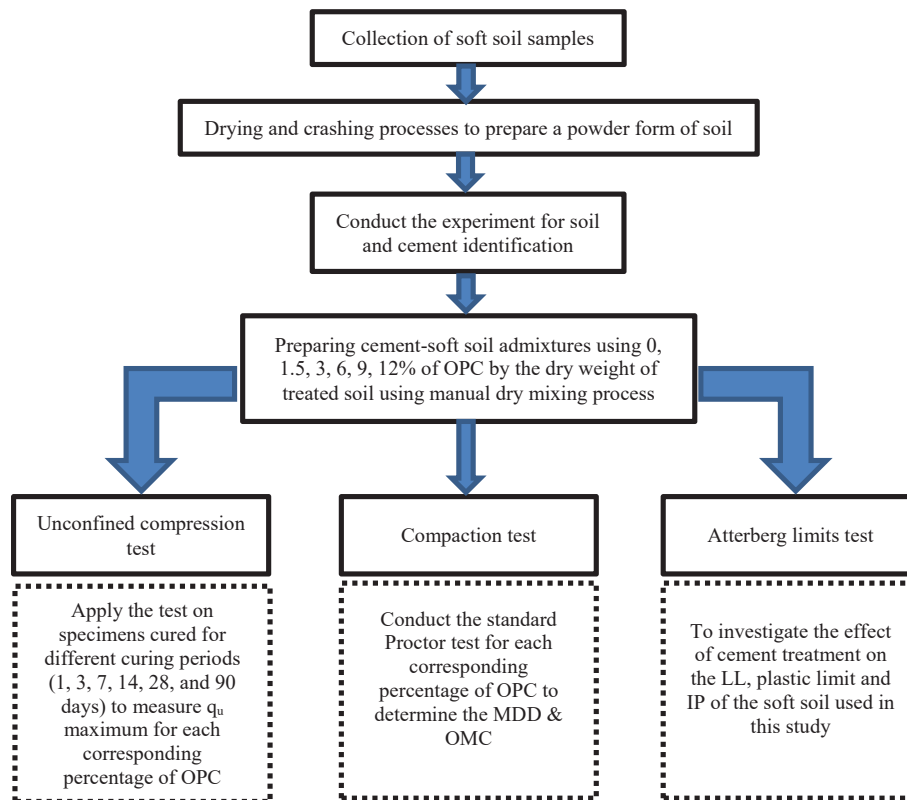 Collection of soft soil samples
Drying and crashing processes to prepare a powder form of soil
Conduct the experiment for soil
and cement identification
Preparing cement-soft soil admixtures using 0,
1.5, 3, 6, 9, 12% of OPC by the dry weight of
treated soil using manual dry mixing process
Unconfined compression
test
Apply the test on
specimens cured for
different curing periods
(1, 3, 7, 14, 28, and 90
days) to measure qu
maximum for each
corresponding
percentage of OPC
Compaction test
Conduct the standard
Proctor test for each
corresponding
percentage of OPC to
determine the MDD &
OMC
Atterberg limits test
To investigate the effect
of cement treatment on
the LL, plastic limit and
IP of the soft soil used in
this study